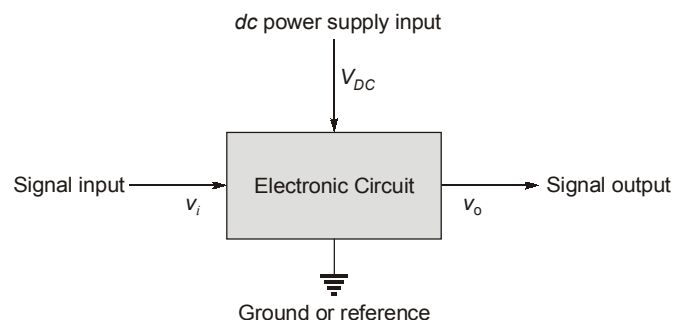 dc power supply input
V_DC
Signal input
v_i
Electronic Circuit
v_o
Signal output
Ground or reference